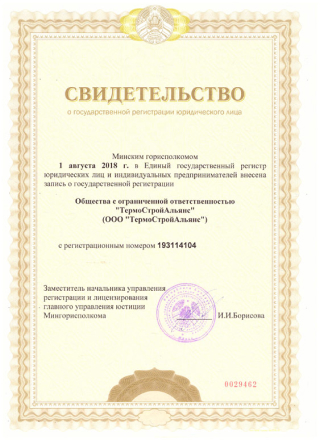 СВИДЕТЕЛЬСТВО
о государственной регистрации юридического лица
Минским горисполкомом
1 августа 2018 г. в Единый государственный регистр
юридических лиц и индивидуальных предпринимателей внесена
запись о государственной регистрации
Общества с ограниченной ответственностью
"ТермоСтройАльянс"
(ООО "ТермоСтройАльянс")
с регистрационным номером 193114104
Заместитель начальника управления
регистрации и лицензирования
главного управления юстиции
Мингорисполкома
И.И.Борисова
0029462